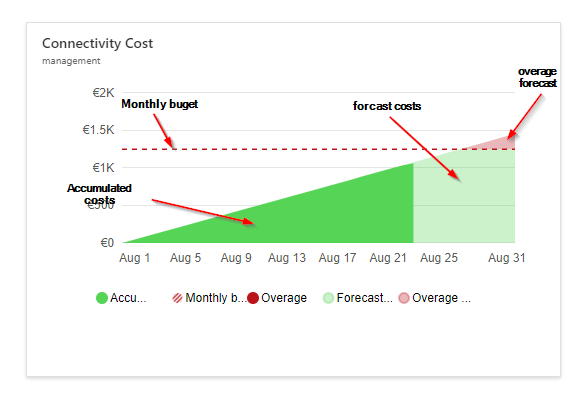 Connectivity Cost
management
overage
forecast
€2K
Monthly buget
forcast costs
€1.5K
€1K
Accumulated
costs
€500
€0
Aug 1 Aug 5 Aug 9 Aug 13 Aug 17 Aug 21 Aug 25 Aug 31
Accu... Monthly b... Overage Forecast... Overage ...